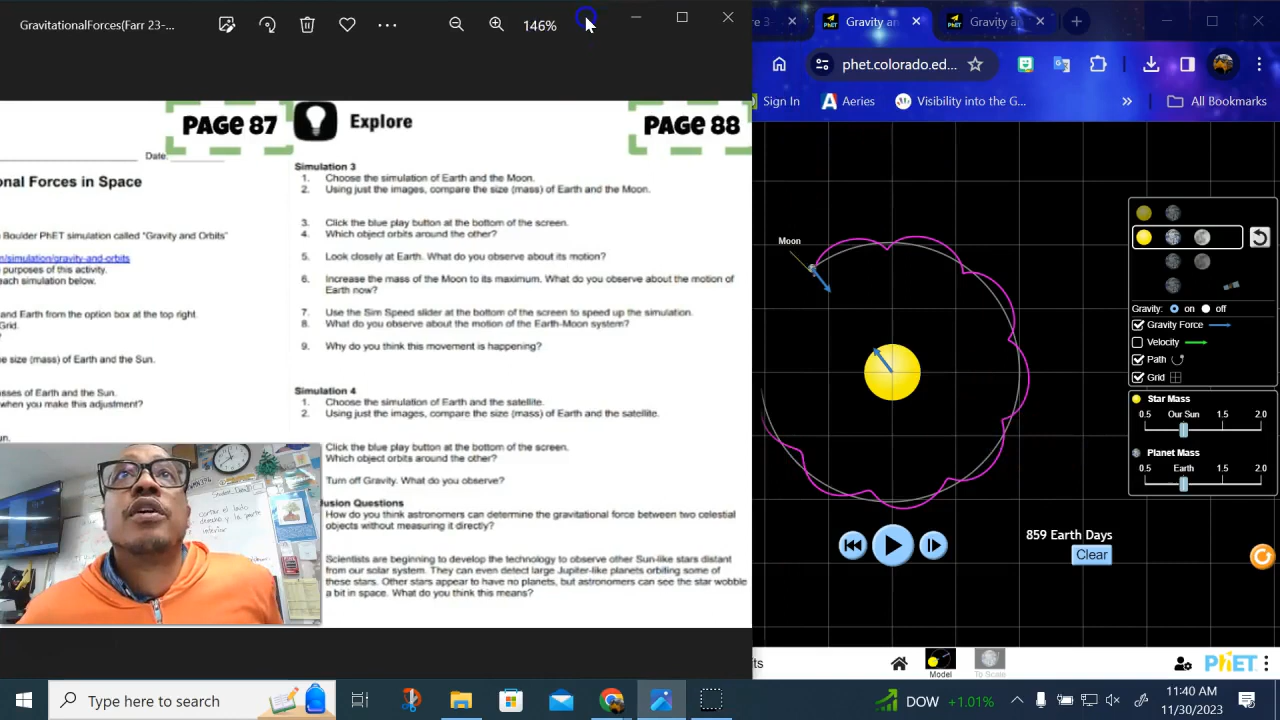 GravitationalForces(Farr 23-...
146%
PAGE 87
Explore
PAGE 88
Date:
onal Forces in Space
Boulder PhET simulation called "Gravity and Orbits"
m/simulation/gravity-and-orbits
purposes of this activity.
each simulation below.
and Earth from the option box at the top right.
Grid.
?
e size (mass) of Earth and the Sun.
asses of Earth and the Sun.
when you make this adjustment?
un.
Simulation 3
1. Choose the simulation of Earth and the Moon.
2. Using just the images, compare the size (mass) of Earth and the Moon.
3. Click the blue play button at the bottom of the screen.
4. Which object orbits around the other?
5. Look closely at Earth. What do you observe about its motion?
6. Increase the mass of the Moon to its maximum. What do you observe about the motion of
Earth now?
7. Use the Sim Speed slider at the bottom of the screen to speed up the simulation.
8. What do you observe about the motion of the Earth-Moon system?
9. Why do you think this movement is happening?
Simulation 4
1. Choose the simulation of Earth and the satellite.
2. Using just the images, compare the size (mass) of Earth and the satellite.
Click the blue play button at the bottom of the screen.
Which object orbits around the other?
Turn off Gravity. What do you observe?
usion Questions
How do you think astronomers can determine the gravitational force between two celestial
objects without measuring it directly?
Scientists are beginning to develop the technology to observe other Sun-like stars distant
from our solar system. They can even detect large Jupiter-like planets orbiting some of
these stars. Other stars appear to have no planets, but astronomers can see the star wobble
a bit in space. What do you think this means?
cortar el lado
derecho y la parte
inferior
e 3 -
Gravity an
Gravity an
phet.colorado.ed...
Sign In
Aeries
Visibility into the G...
»
All Bookmarks
Moon
Gravity: on off
Gravity Force
Velocity
Path
Grid
Star Mass
0.5 Our Sun 1.5 2.0
Planet Mass
0.5 Earth 1.5 2.0
857 Earth Days
Clear
its
Model
To Scale
PhET
Type here to search
DOW +1.01%
11:40 AM
11/30/2023